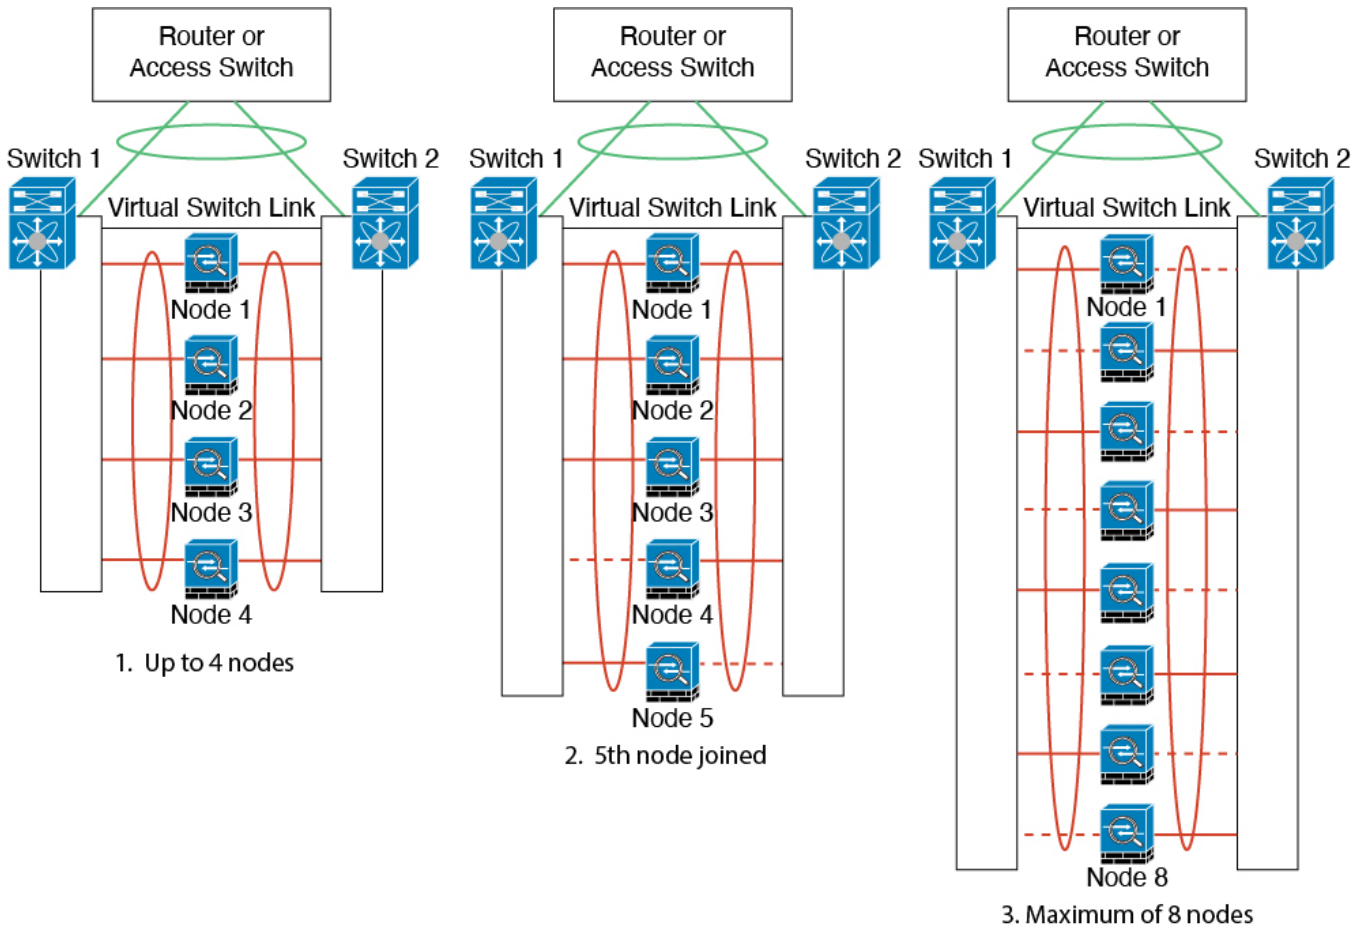 Router or
Access Switch
Switch 1
Switch 2
Virtual Switch Link
Node 1
Node 2
Node 3
Node 4
1. Up to 4 nodes
Router or
Access Switch
Switch 1
Switch 2
Virtual Switch Link
Node 1
Node 2
Node 3
Node 4
Node 5
2. 5th node joined
Router or
Access Switch
Switch 1
Switch 2
Virtual Switch Link
Node 1
Node 8
3. Maximum of 8 nodes